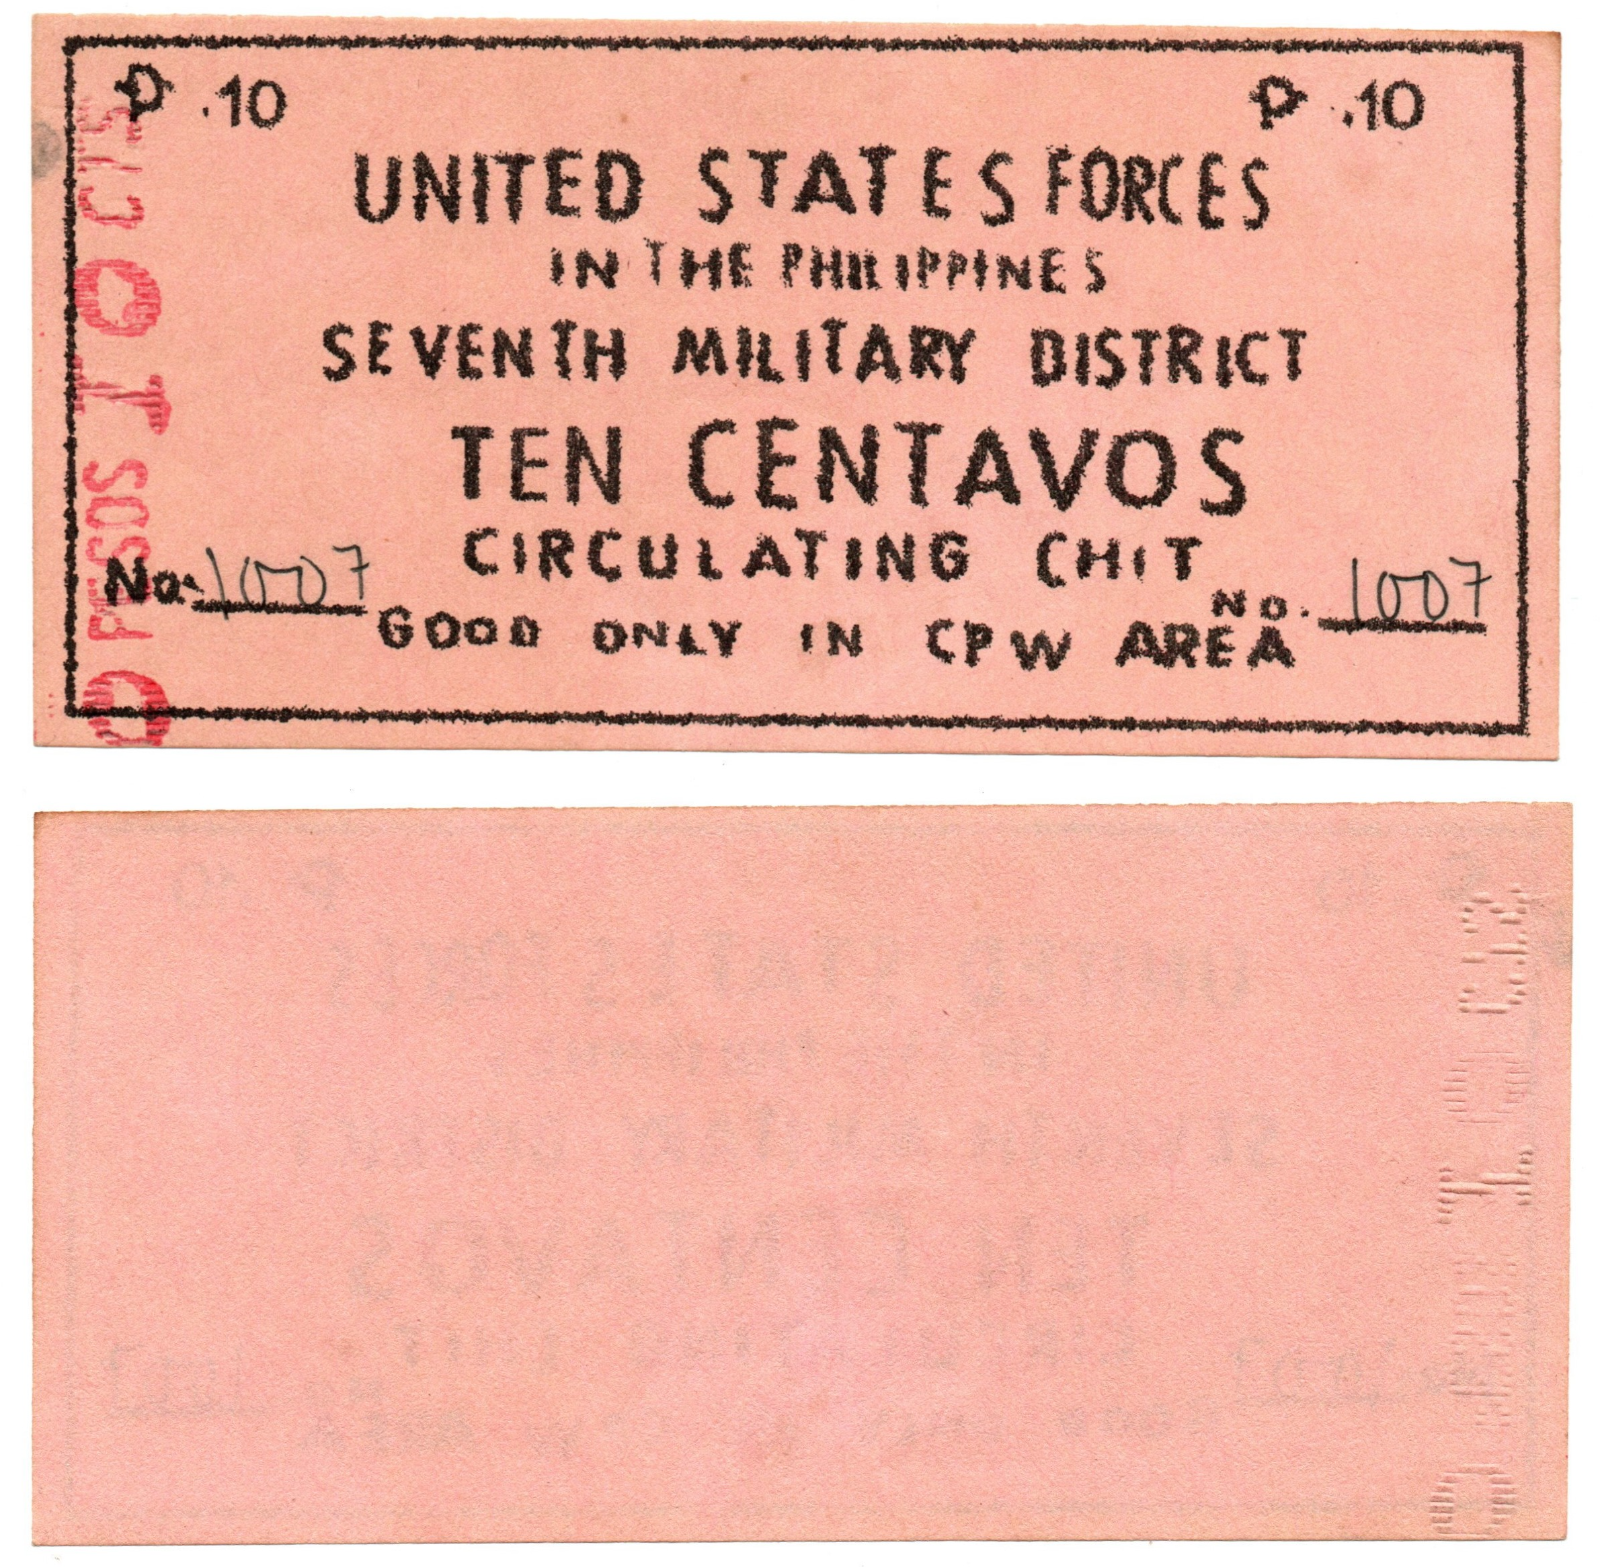 ₱ .10 ₱ .10
UNITED STATES FORCES
IN THE PHILIPPINES
SEVENTH MILITARY DISTRICT
TEN CENTAVOS
CIRCULATING CHIT
No. 1007 No. 1007
GOOD ONLY IN CPW AREA
0 PESOS 10 CTS